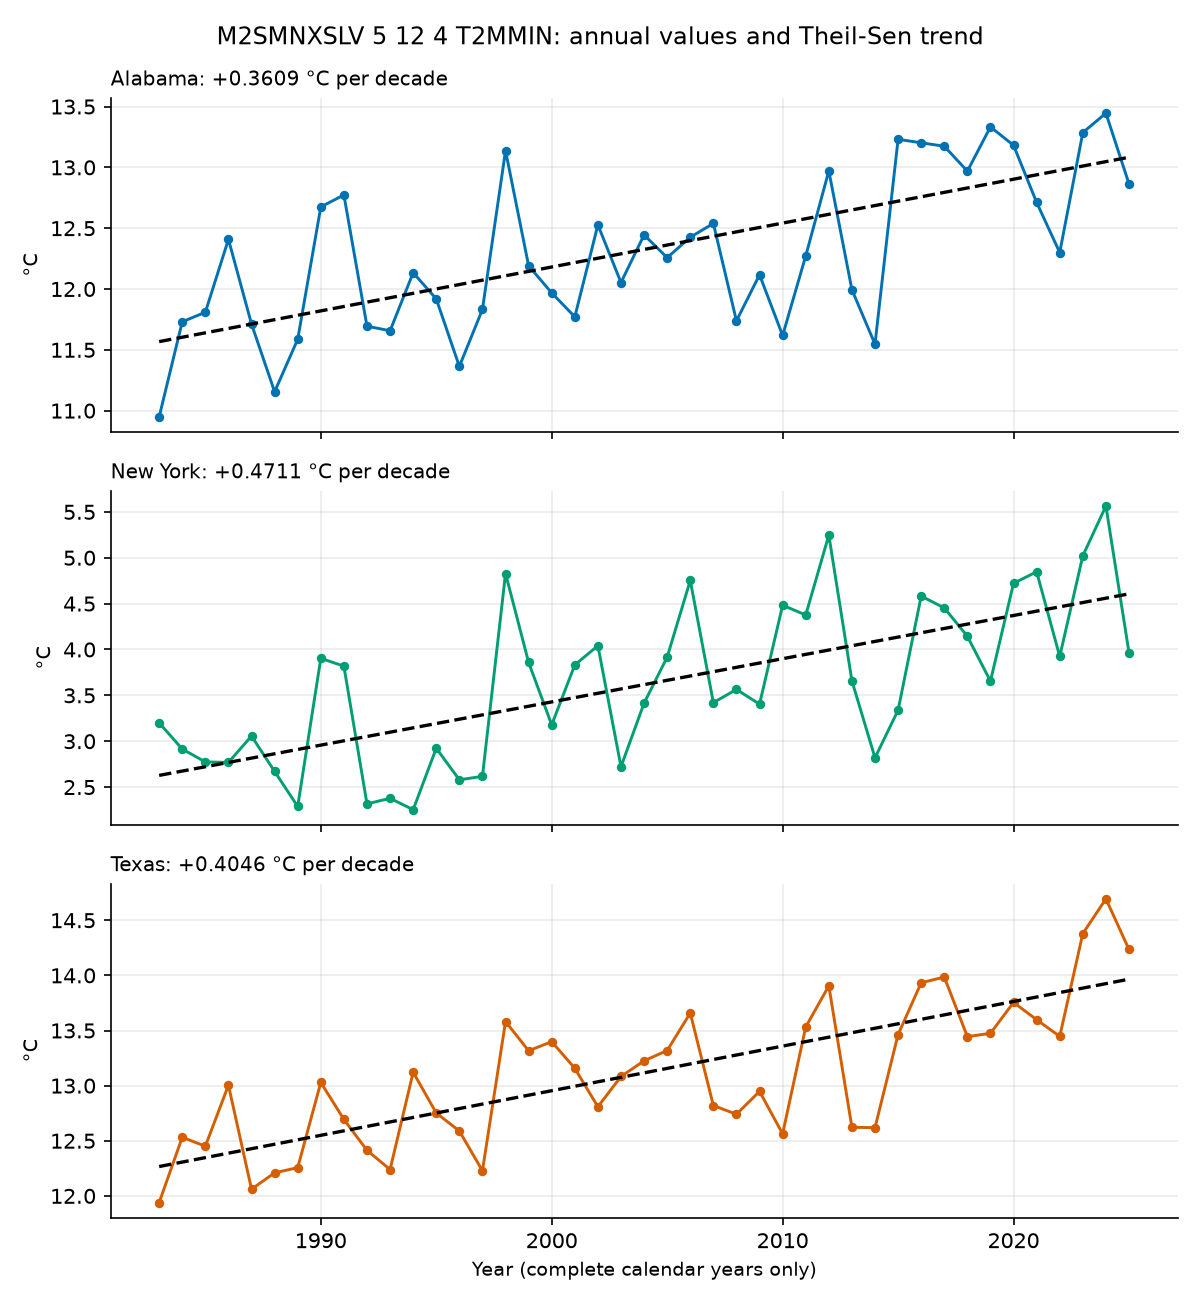 M2SMNXSLV 5 12 4 T2MMIN: annual values and Theil-Sen trend
Alabama: +0.3609 °C per decade
13.5
13.0
12.5
12.0
11.5
11.0
°C
New York: +0.4711 °C per decade
5.5
5.0
4.5
4.0
3.5
3.0
2.5
°C
Texas: +0.4046 °C per decade
14.5
14.0
13.5
13.0
12.5
12.0
°C
1990 2000 2010 2020
Year (complete calendar years only)